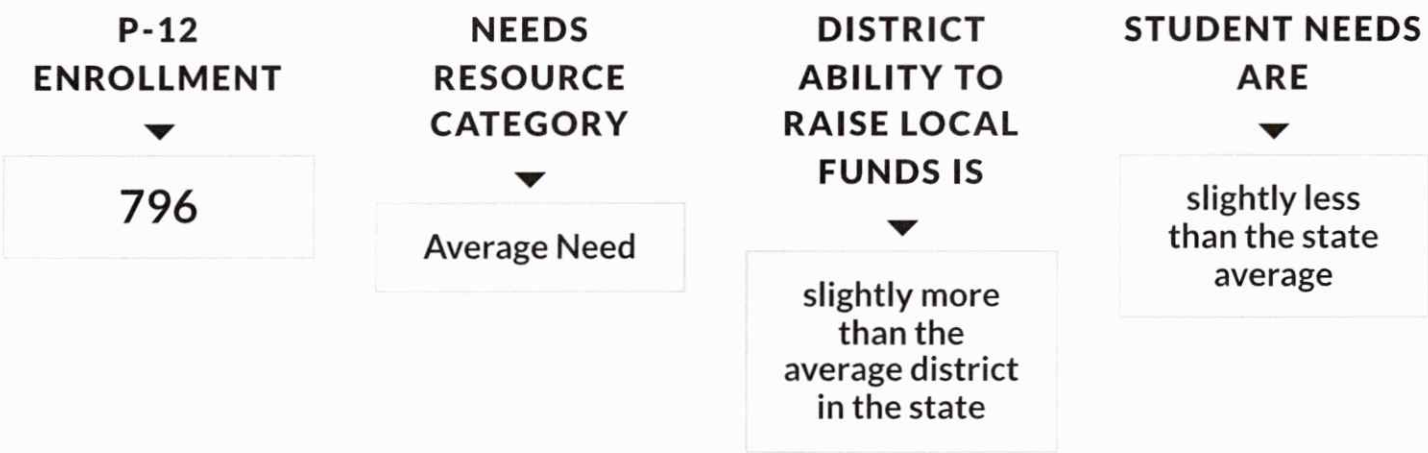 P-12
ENROLLMENT
796
NEEDS
RESOURCE
CATEGORY
Average Need
DISTRICT
ABILITY TO
RAISE LOCAL
FUNDS IS
slightly more
than the
average district
in the state
STUDENT NEEDS
ARE
slightly less
than the state
average